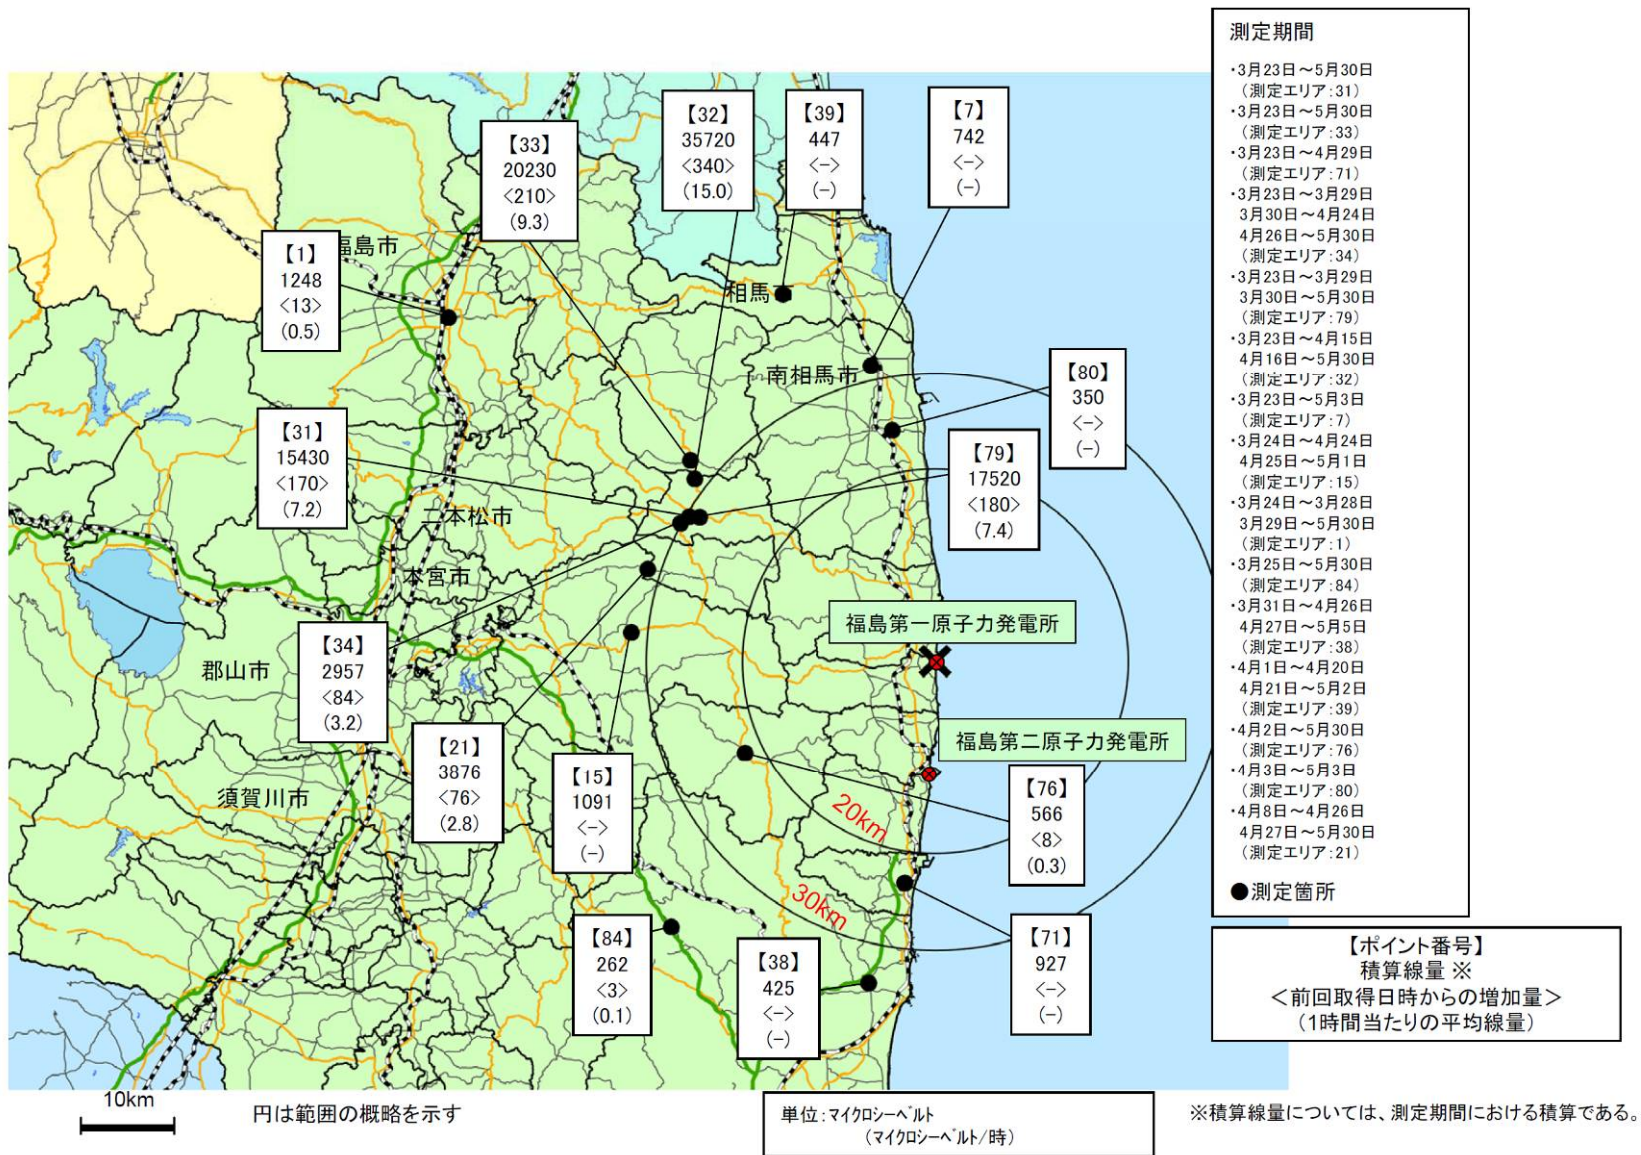 【33】
20230
<210>
(9.3)
【32】
35720
<340>
(15.0)
【39】
447
<->
(-)
【7】
742
<->
(-)
【1】
1248
<13>
(0.5)
福島市
相馬
南相馬市
【80】
350
<->
(-)
【31】
15430
<170>
(7.2)
【79】
17520
<180>
(7.4)
二本松市
本宮市
福島第一原子力発電所
【34】
2957
<84>
(3.2)
郡山市
【21】
3876
<76>
(2.8)
【15】
1091
<->
(-)
福島第二原子力発電所
【76】
566
<8>
(0.3)
須賀川市
20km
30km
【84】
262
<3>
(0.1)
【38】
425
<->
(-)
【71】
927
<->
(-)
測定期間
・3月23日～5月30日
(測定エリア:31)
・3月23日～5月30日
(測定エリア:33)
・3月23日～4月29日
(測定エリア:71)
・3月23日～3月29日
3月30日～4月24日
4月26日～5月30日
(測定エリア:34)
・3月23日～3月29日
3月30日～5月30日
(測定エリア:79)
・3月23日～4月15日
4月16日～5月30日
(測定エリア:32)
・3月23日～5月3日
(測定エリア:7)
・3月24日～4月24日
4月25日～5月1日
(測定エリア:15)
・3月24日～3月28日
3月29日～5月30日
(測定エリア:1)
・3月25日～5月30日
(測定エリア:84)
・3月31日～4月26日
4月27日～5月5日
(測定エリア:38)
・4月1日～4月20日
4月21日～5月2日
(測定エリア:39)
・4月2日～5月30日
(測定エリア:76)
・4月3日～5月3日
(測定エリア:80)
・4月8日～4月26日
4月27日～5月30日
(測定エリア:21)
●測定箇所
【ポイント番号】
積算線量 ※
<前回取得日時からの増加量>
(1時間当たりの平均線量)
10km
円は範囲の概略を示す
単位:マイクロシーベルト
(マイクロシーベルト/時)
※積算線量については、測定期間における積算である。